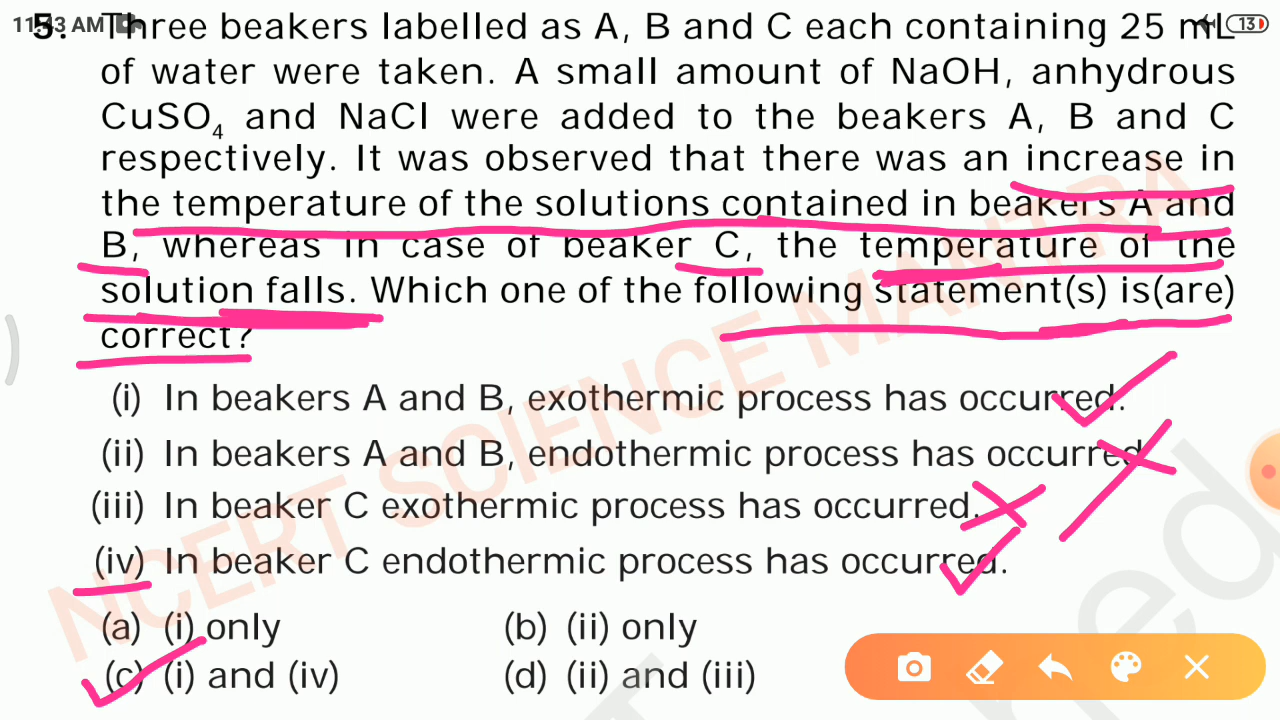 11:43 AM
13
5. Three beakers labelled as A, B and C each containing 25 mL
of water were taken. A small amount of NaOH, anhydrous
CuSO₄ and NaCl were added to the beakers A, B and C
respectively. It was observed that there was an increase in
the temperature of the solutions contained in beakers A and
B, whereas in case of beaker C, the temperature of the
solution falls. Which one of the following statement(s) is(are)
correct?
(i) In beakers A and B, exothermic process has occurred.
(ii) In beakers A and B, endothermic process has occurred.
(iii) In beaker C exothermic process has occurred.
(iv) In beaker C endothermic process has occurred.
(a) (i) only (b) (ii) only
(c) (i) and (iv) (d) (ii) and (iii)
NCERT SCIENCE MANTRA